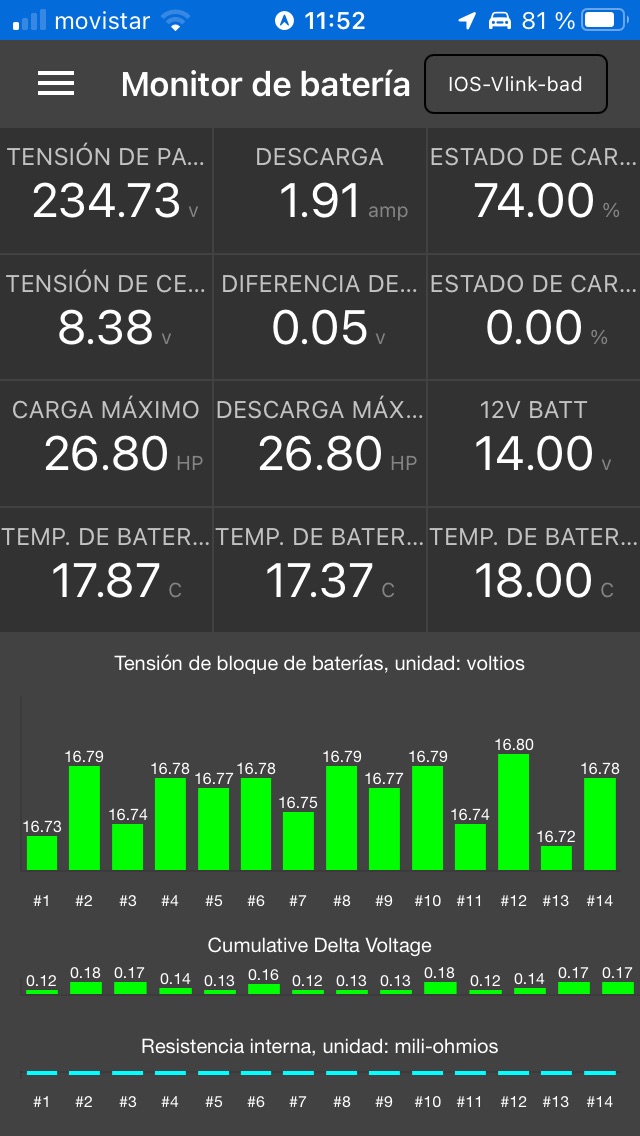 movistar 11:52 81 %
Monitor de batería IOS-Vlink-bad
TENSIÓN DE PA... DESCARGA ESTADO DE CAR...
234.73 v 1.91 amp 74.00 %
TENSIÓN DE CE... DIFERENCIA DE... ESTADO DE CAR...
8.38 v 0.05 v 0.00 %
CARGA MÁXIMO DESCARGA MÁX... 12V BATT
26.80 HP 26.80 HP 14.00 v
TEMP. DE BATER... TEMP. DE BATER... TEMP. DE BATER...
17.87 C 17.37 C 18.00 C
Tensión de bloque de baterías, unidad: voltios
16.73 16.79 16.74 16.78 16.77 16.78 16.75 16.79 16.77 16.79 16.74 16.80 16.72 16.78
#1 #2 #3 #4 #5 #6 #7 #8 #9 #10 #11 #12 #13 #14
Cumulative Delta Voltage
0.12 0.18 0.17 0.14 0.13 0.16 0.12 0.13 0.13 0.18 0.12 0.14 0.17 0.17
Resistencia interna, unidad: mili-ohmios
#1 #2 #3 #4 #5 #6 #7 #8 #9 #10 #11 #12 #13 #14